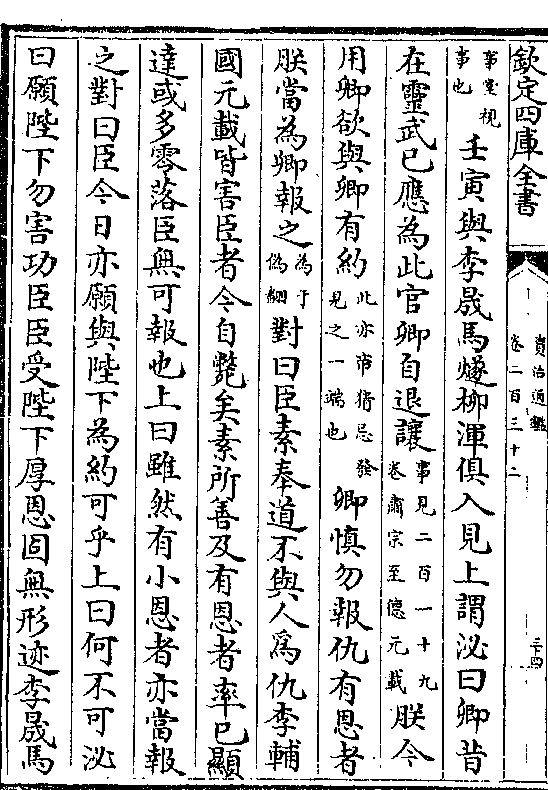 欽定四庫全書
資治通鑑
卷二百三十二
三十四
事室視
事也
壬寅與李晟馬燧柳渾俱入見上謂泌曰卿昔
在靈武已應為此官卿自退讓
事見二百一十九
卷肅宗至德元載
朕今
用卿欲與卿有約
此亦帝猜忌發
見之一端也
卿慎勿報仇有恩者
朕當為卿報之
為于
偽翻
對曰臣素奉道不與人為仇李輔
國元載皆害臣者今自斃矣素所善及有恩者率已顯
達或多零落臣無可報也上曰雖然有小恩者亦當報
之對曰臣今日亦願與陛下為約可乎上曰何不可泌
曰願陛下勿害功臣臣受陛下厚恩固無形迹李晟馬